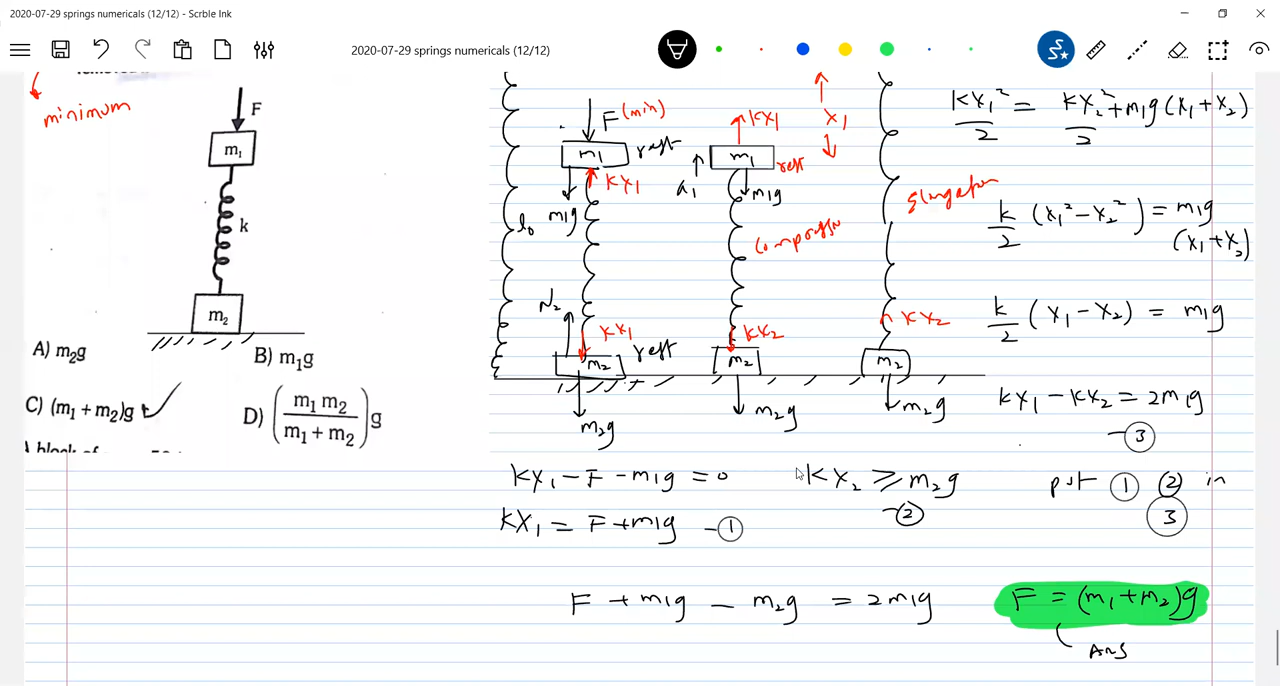 2020-07-29 springs numericals (12/12) - Scrble Ink
2020-07-29 springs numericals (12/12)
minimum
F
m₁
k
m₂
A) m₂g
B) m₁g
C) (m₁ + m₂)g
D) (m₁ m₂ / m₁ + m₂) g
F (min)
m₁ rest
kx₁
m₁g
l₀
N₂
kx₁
m₂ rest
m₂g
kx₁
m₁ rest
a₁
m₁g
kx₂
m₂
m₂g
x₁
kx₂
m₂
m₂g
kx₁²/2 = kx₂²/2 + m₁g (x₁ + x₂)
k/2 (x₁² - x₂²) = m₁g (x₁ + x₂)
k/2 (x₁ - x₂) = m₁g
kx₁ - kx₂ = 2m₁g
- ③
kx₁ - F - m₁g = 0
kx₂ ⩾ m₂g
- ②
put ① ② in
③
kx₁ = F + m₁g - ①
F + m₁g - m₂g = 2m₁g
F = (m₁ + m₂)g
Ans